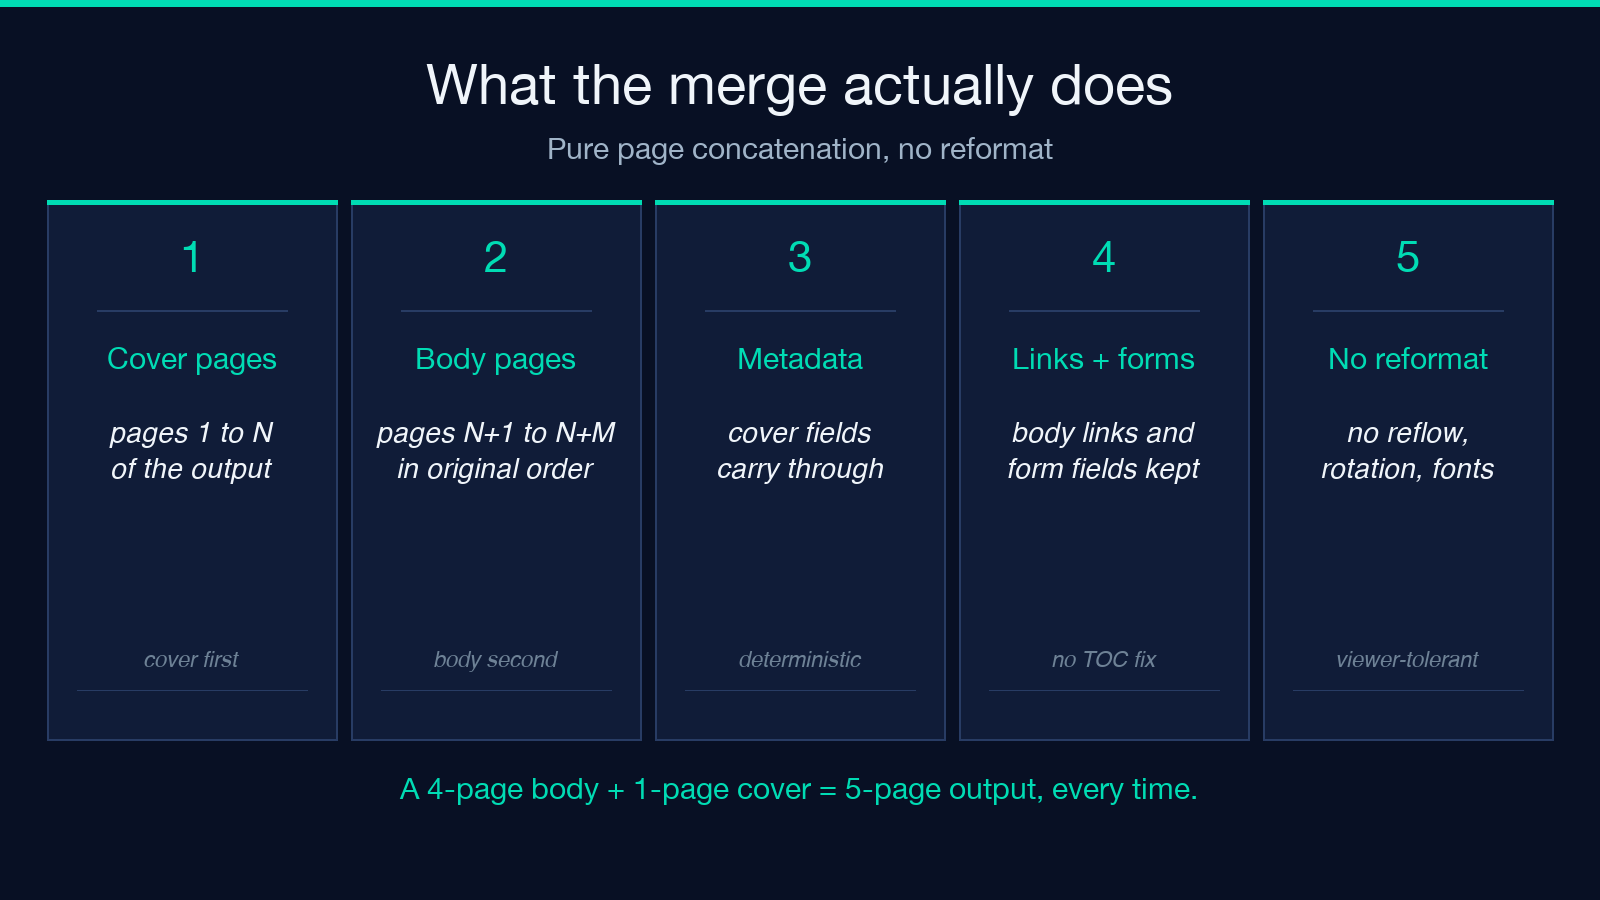 What the merge actually does
Pure page concatenation, no reformat
1
Cover pages
pages 1 to N
of the output
cover first
2
Body pages
pages N+1 to N+M
in original order
body second
3
Metadata
cover fields
carry through
deterministic
4
Links + forms
body links and
form fields kept
no TOC fix
5
No reformat
no reflow,
rotation, fonts
viewer-tolerant
A 4-page body + 1-page cover = 5-page output, every time.